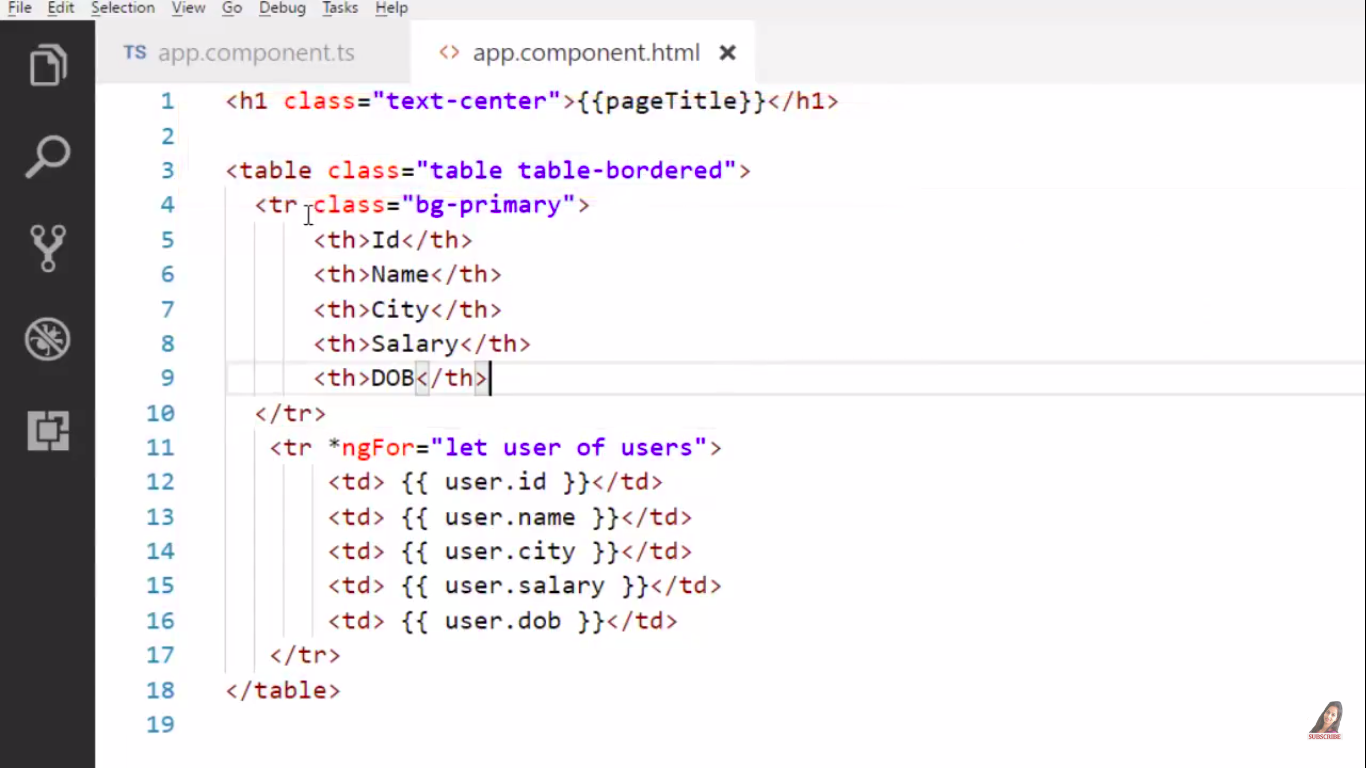 File Edit Selection View Go Debug Tasks Help
TS app.component.ts <> app.component.html ×
1 <h1 class="text-center">{{pageTitle}}</h1>
2
3 <table class="table table-bordered">
4 <tr class="bg-primary">
5 <th>Id</th>
6 <th>Name</th>
7 <th>City</th>
8 <th>Salary</th>
9 <th>DOB</th>
10 </tr>
11 <tr *ngFor="let user of users">
12 <td> {{ user.id }}</td>
13 <td> {{ user.name }}</td>
14 <td> {{ user.city }}</td>
15 <td> {{ user.salary }}</td>
16 <td> {{ user.dob }}</td>
17 </tr>
18 </table>
19
SUBSCRIBE